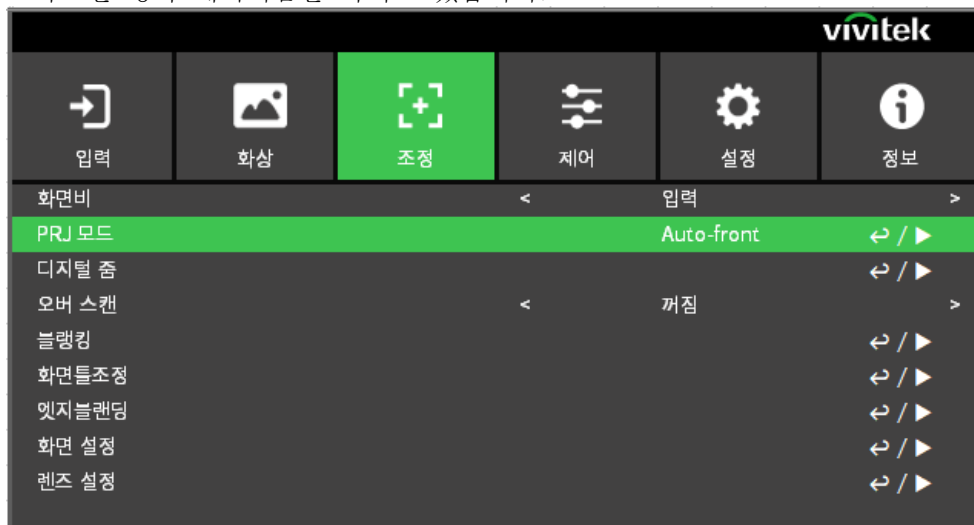 vivitek
입력 화상 조정 제어 설정 정보
화면비 < 입력 >
PRJ 모드 Auto-front ↵ / ▶
디지털 줌 ↵ / ▶
오버 스캔 < 꺼짐 >
블랭킹 ↵ / ▶
화면틀조정 ↵ / ▶
엣지블랜딩 ↵ / ▶
화면 설정 ↵ / ▶
렌즈 설정 ↵ / ▶